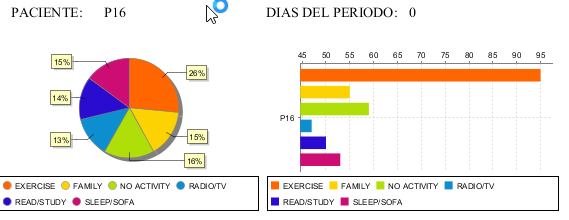 PACIENTE: P16
DIAS DEL PERIODO: 0
15%
26%
14%
13%
15%
16%
EXERCISE FAMILY NO ACTIVITY RADIO/TV
READ/STUDY SLEEP/SOFA
45 50 55 60 65 70 75 80 85 90 95
P16
EXERCISE FAMILY NO ACTIVITY RADIO/TV
READ/STUDY SLEEP/SOFA